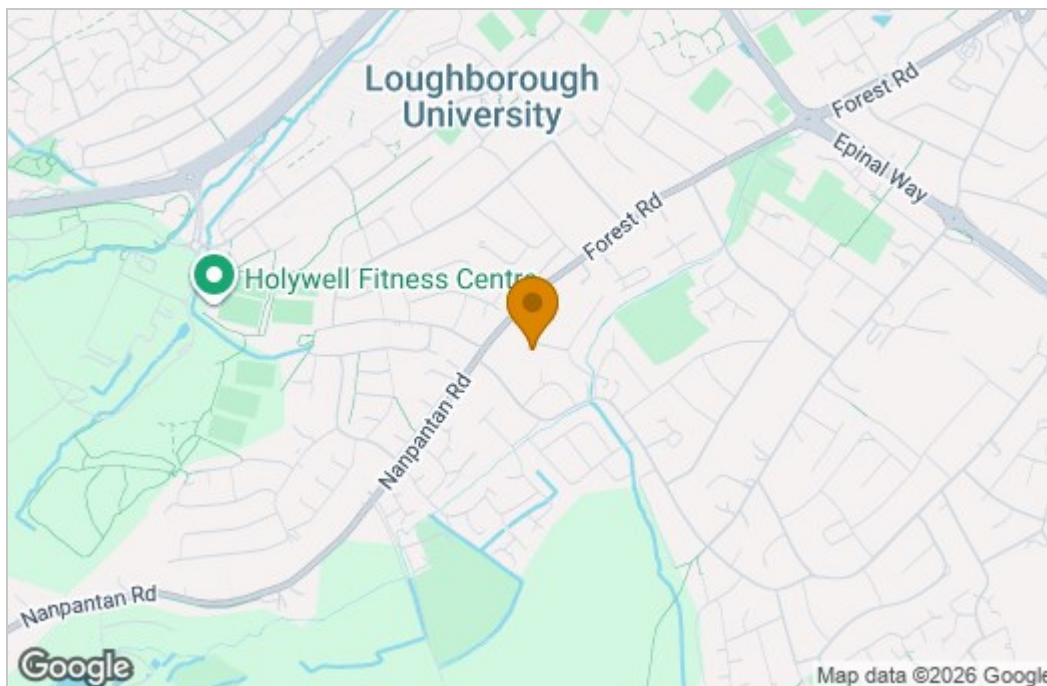 Loughborough
University
Forest Rd
Epinal Way
Forest Rd
Holywell Fitness Centre
Nanpantan Rd
Nanpantan Rd
Google
Map data ©2026 Google